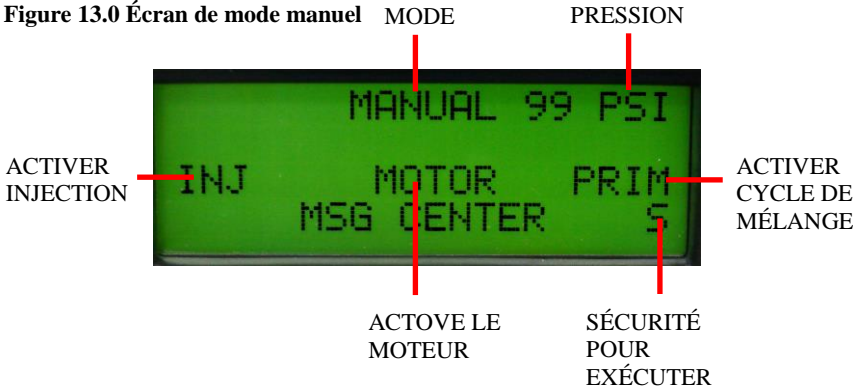 Figure 13.0 Écran de mode manuel
MODE
PRESSION
MANUAL 99 PSI
ACTIVER
INJECTION
INJ MOTOR PRIM
ACTIVER
CYCLE DE
MÉLANGE
MSG CENTER S
ACTOVE LE
MOTEUR
SÉCURITÉ
POUR
EXÉCUTER